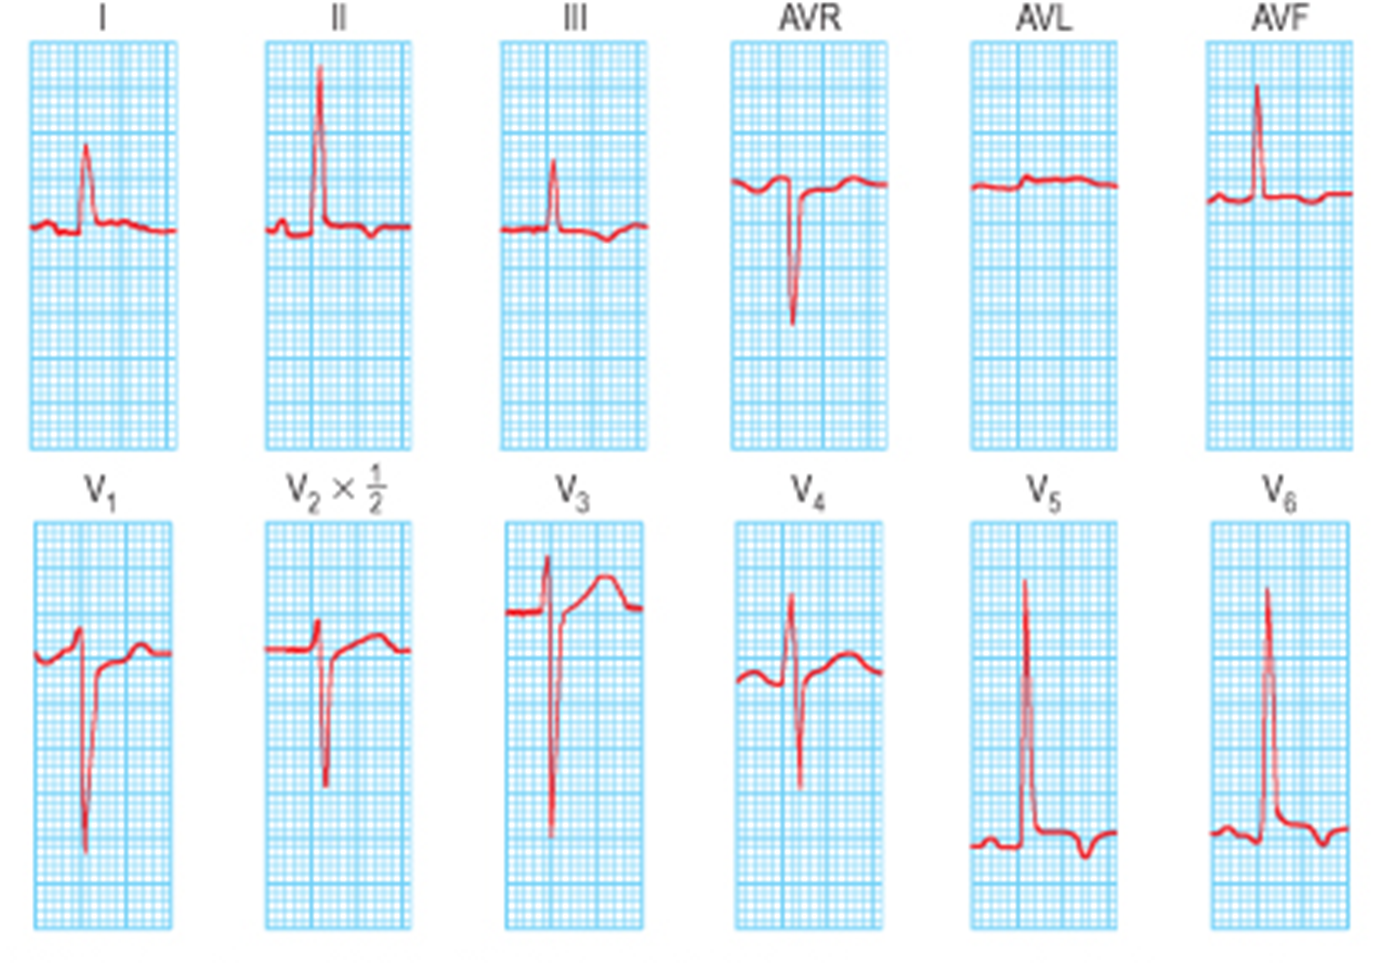 I II III AVR AVL AVF
V₁ V₂ × ½ V₃ V₄ V₅ V₆